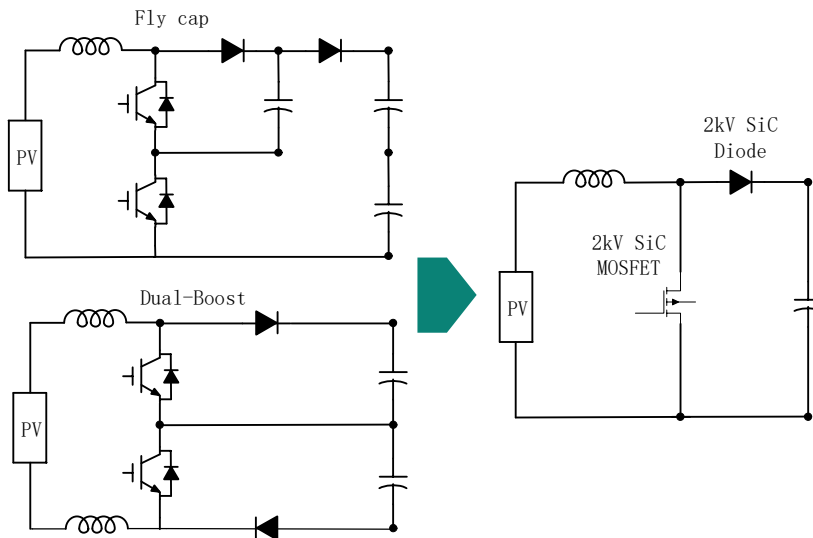 Fly cap
PV
Dual-Boost
PV
2kV SiC
Diode
2kV SiC
MOSFET
PV